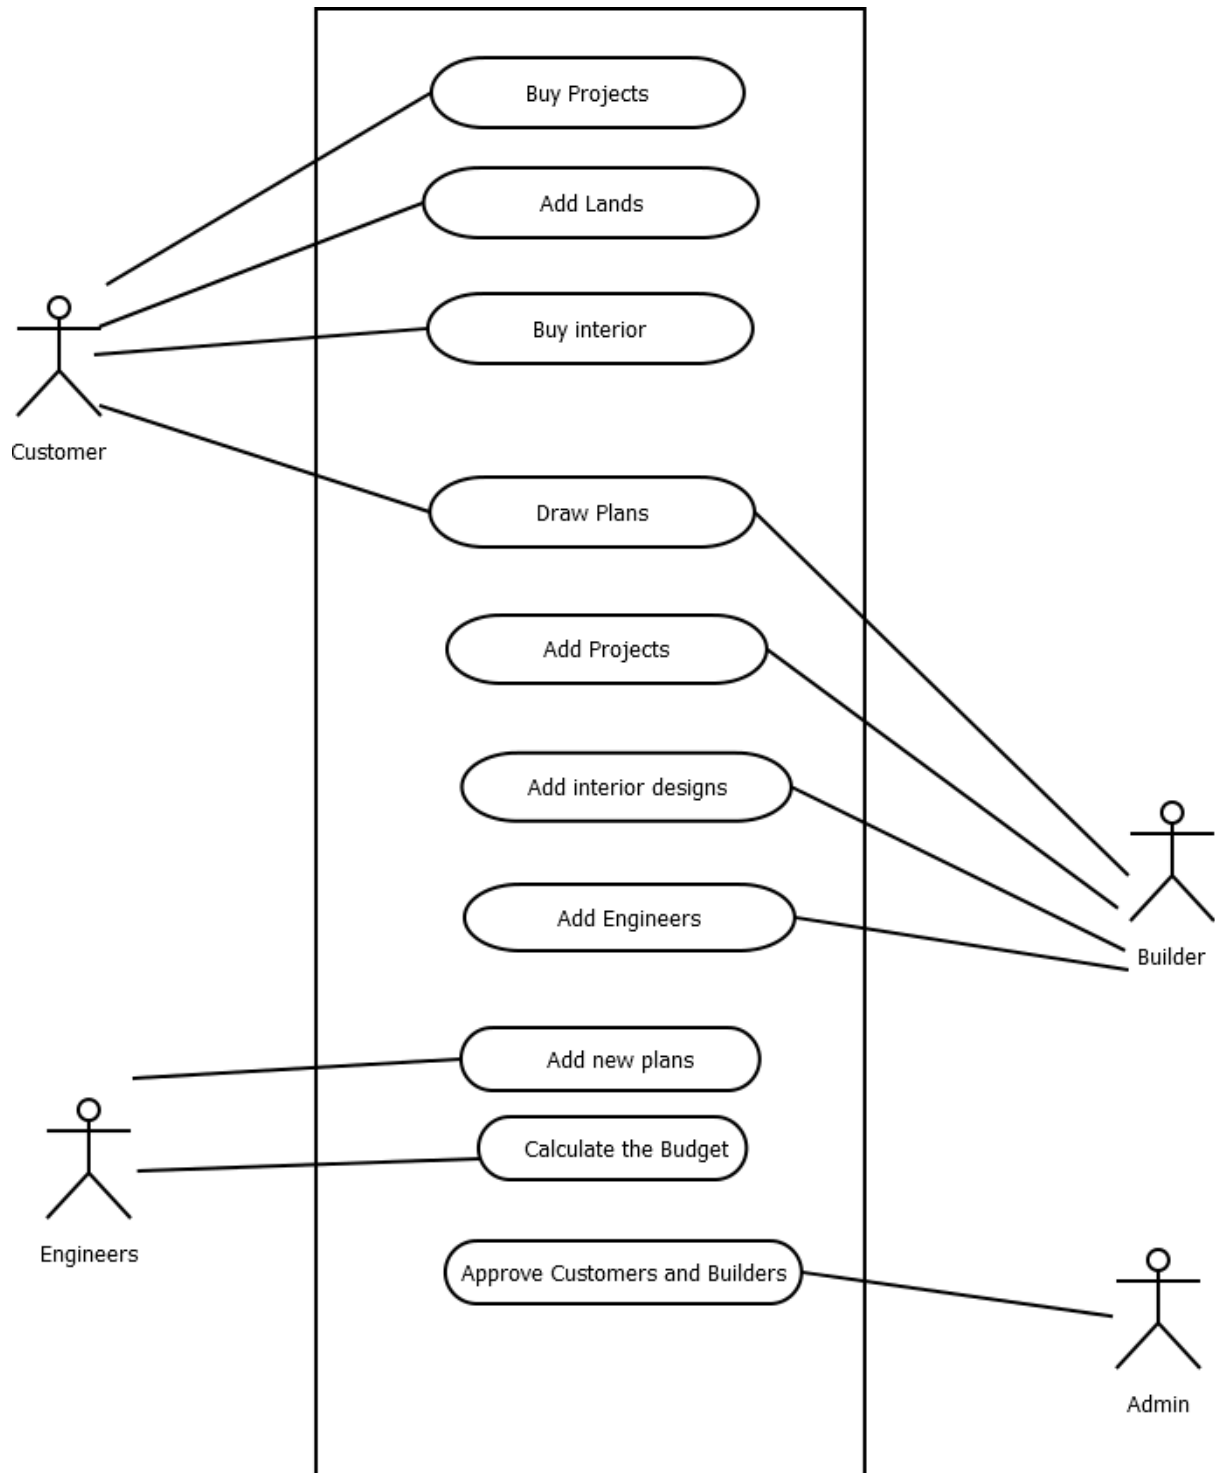 Buy Projects
Add Lands
Buy interior
Customer
Draw Plans
Add Projects
Add interior designs
Add Engineers
Builder
Add new plans
Calculate the Budget
Engineers
Approve Customers and Builders
Admin